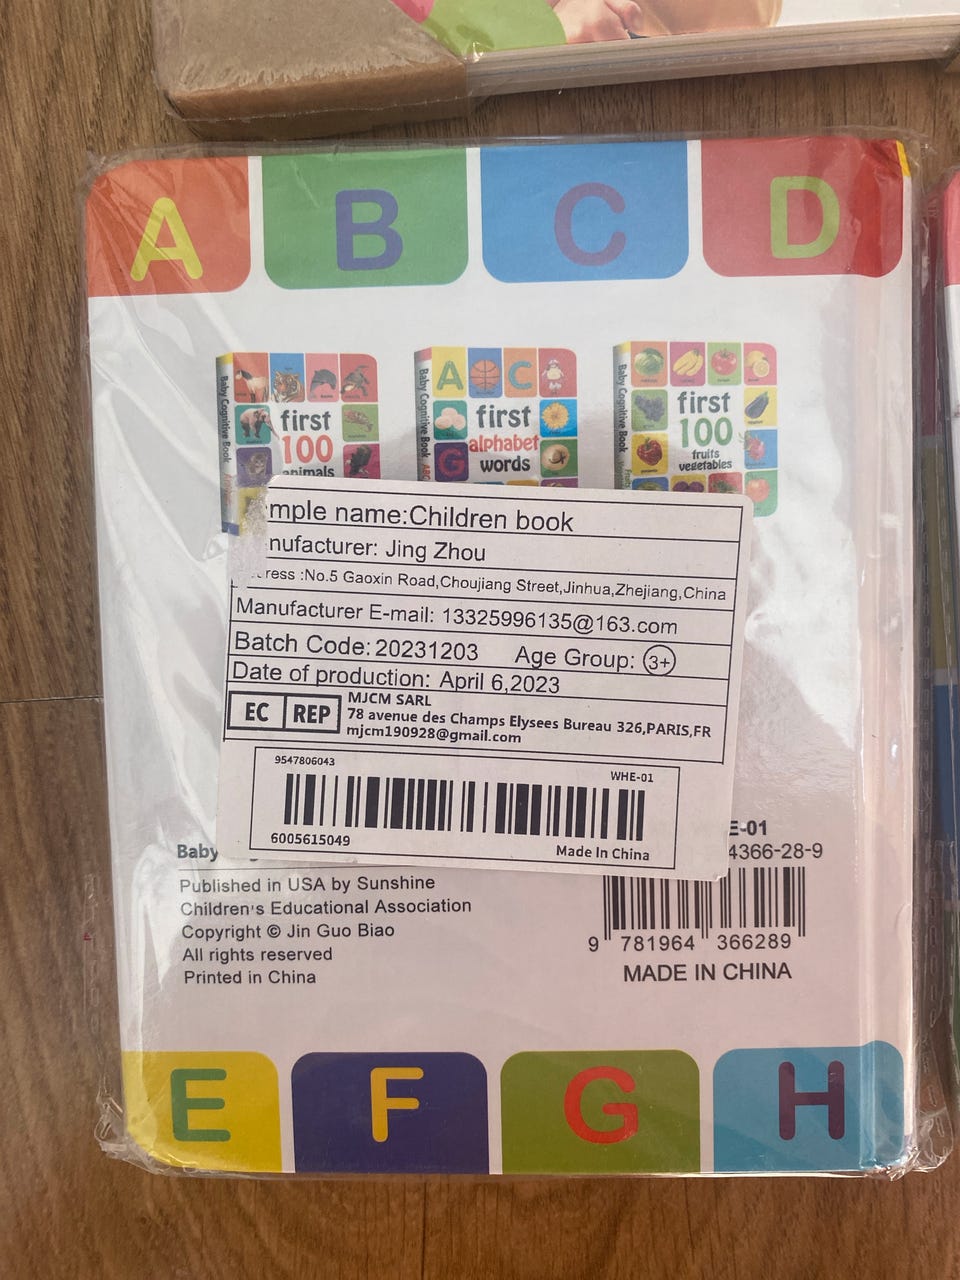 A B C D
first
100
animals
Baby Cognitive Book
A C
first
alphabet
words
G
Baby Cognitive Book ABC
first
100
fruits
vegetables
Baby Cognitive Book
mple name:Children book
nufacturer: Jing Zhou
ress :No.5 Gaoxin Road,Choujiang Street,Jinhua,Zhejiang,China
Manufacturer E-mail: 13325996135@163.com
Batch Code: 20231203 Age Group: 3+
Date of production: April 6,2023
EC REP
MJCM SARL
78 avenue des Champs Elysees Bureau 326,PARIS,FR
mjcm190928@gmail.com
9547806043
WHE-01
6005615049
Made In China
E-01
4366-28-9
Baby
Published in USA by Sunshine
Children's Educational Association
Copyright © Jin Guo Biao
All rights reserved
Printed in China
9 781964 366289
MADE IN CHINA
E F G H